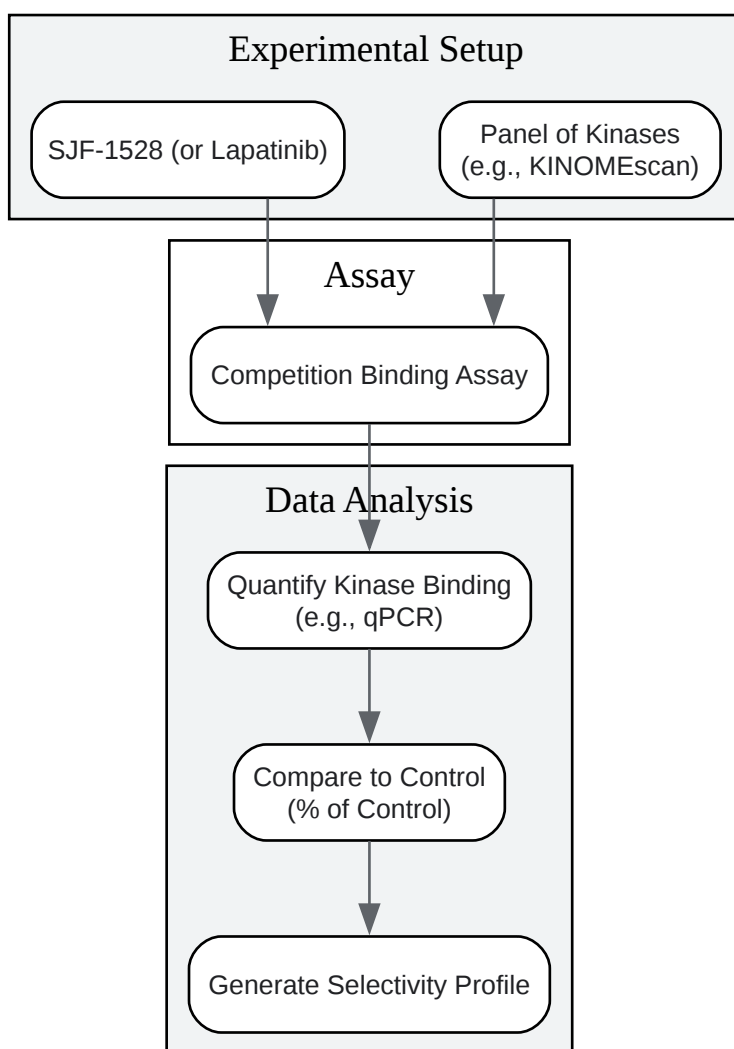 Experimental Setup
SJF-1528 (or Lapatinib)
Panel of Kinases
(e.g., KINOMEscan)
Assay
Competition Binding Assay
Data Analysis
Quantify Kinase Binding
(e.g., qPCR)
Compare to Control
(% of Control)
Generate Selectivity Profile